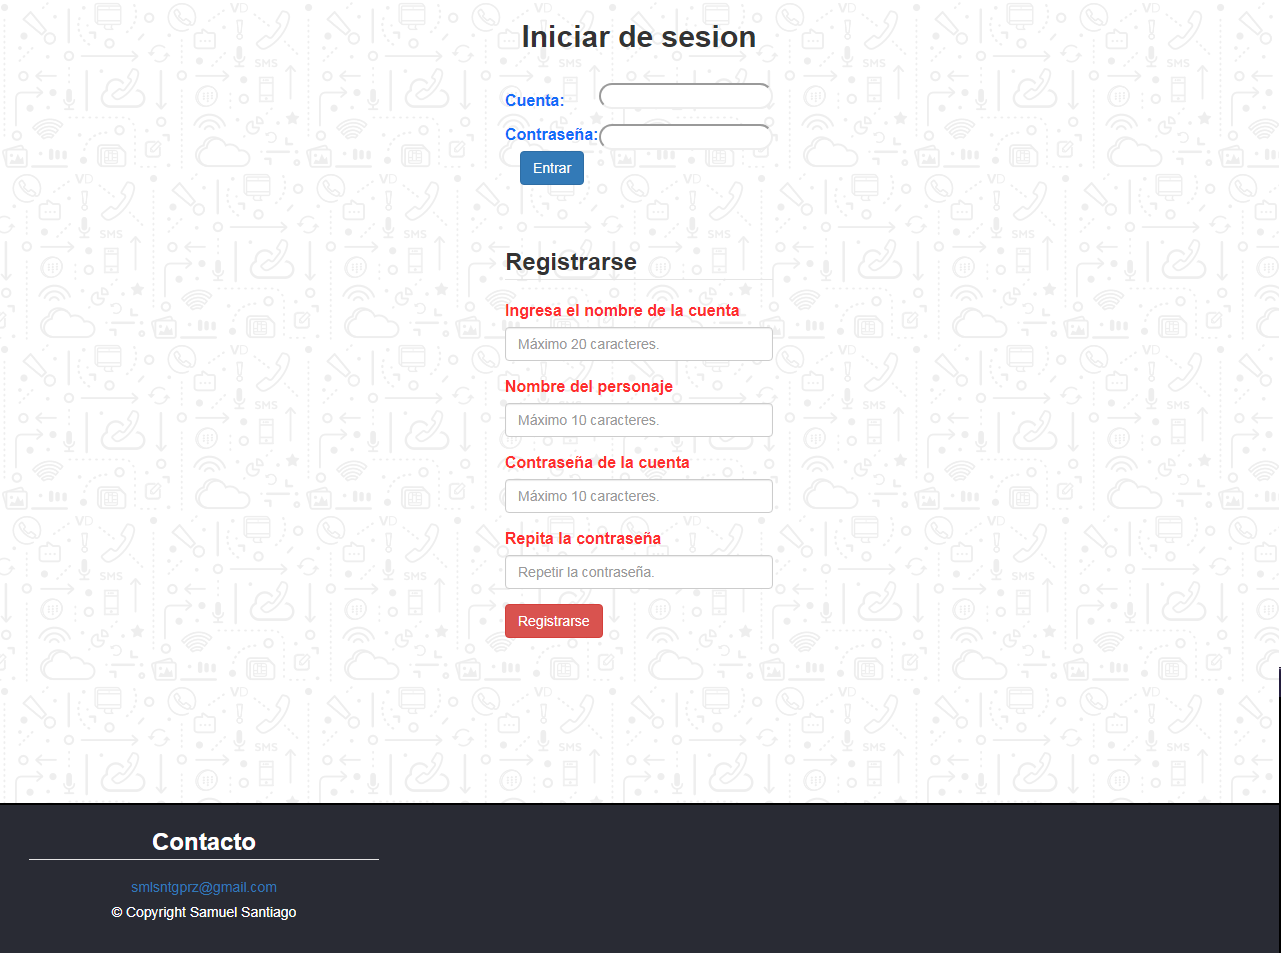 Iniciar de sesion
Cuenta:
Contraseña:
Entrar
Registrarse
Ingresa el nombre de la cuenta
Máximo 20 caracteres.
Nombre del personaje
Máximo 10 caracteres.
Contraseña de la cuenta
Máximo 10 caracteres.
Repita la contraseña
Repetir la contraseña.
Registrarse
Contacto
smlsntgprz@gmail.com
© Copyright Samuel Santiago